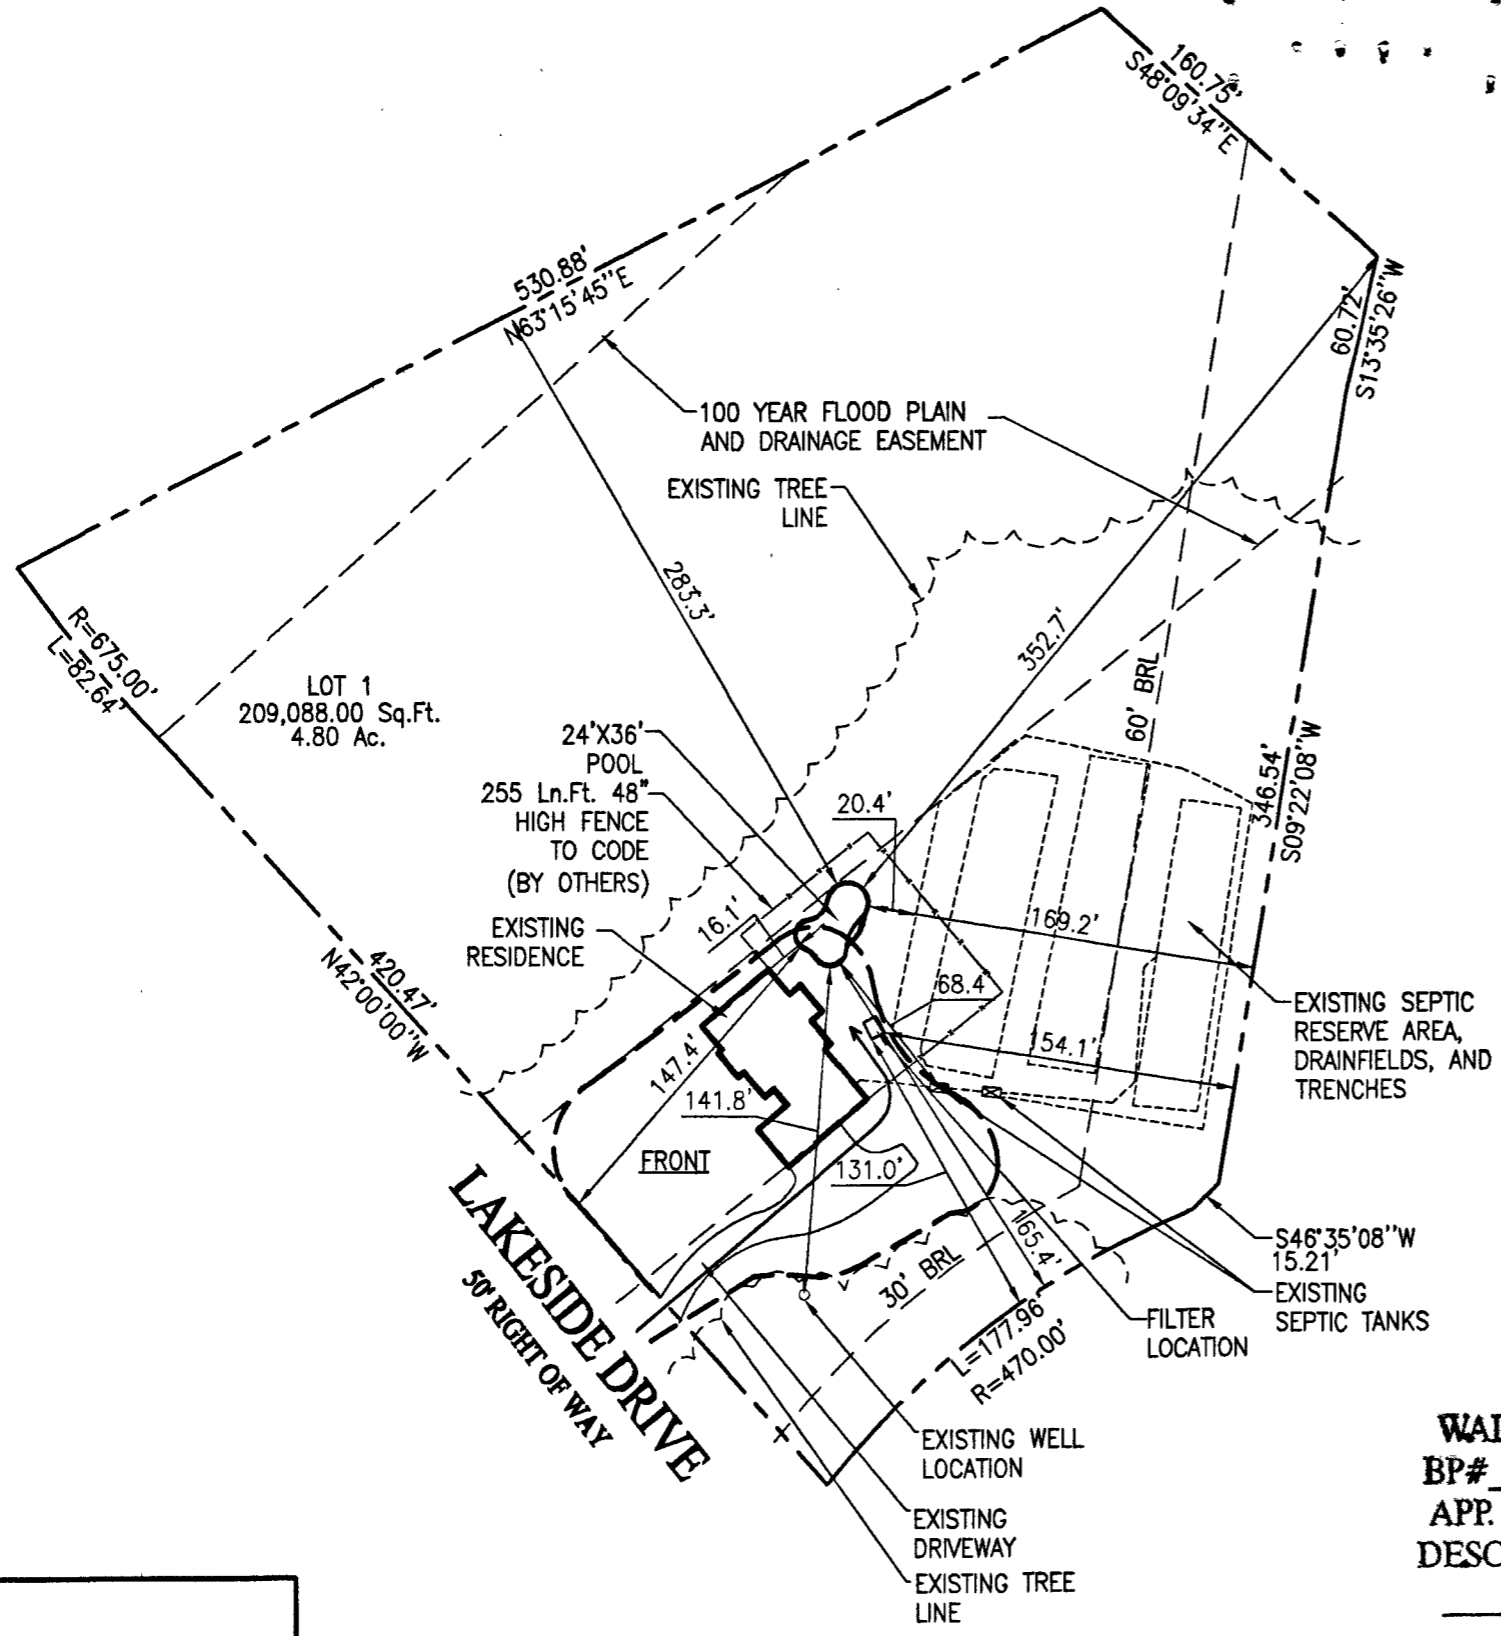 160.75'
S48°09'34"E
530.88'
N63°15'45"E
60.72'
S13°35'26"W
100 YEAR FLOOD PLAIN
AND DRAINAGE EASEMENT
EXISTING TREE
LINE
283.3'
352.7'
R=675.00'
L=82.64'
LOT 1
209,088.00 Sq.Ft.
4.80 Ac.
24'X36'
POOL
255 Ln.Ft. 48"
HIGH FENCE
TO CODE
(BY OTHERS)
60' BRL
346.54'
S09°22'08"W
20.4'
16.1'
169.2'
EXISTING
RESIDENCE
420.47'
N42°00'00"W
68.4'
154.1'
EXISTING SEPTIC
RESERVE AREA,
DRAINFIELDS, AND
TRENCHES
147.4'
141.8'
FRONT
131.0'
165.4'
30' BRL
LAKESIDE DRIVE
50' RIGHT OF WAY
S46°35'08"W
15.21'
EXISTING
SEPTIC TANKS
FILTER
LOCATION
L=177.96'
R=470.00'
EXISTING WELL
LOCATION
EXISTING
DRIVEWAY
EXISTING TREE
LINE
BP#_
APP.